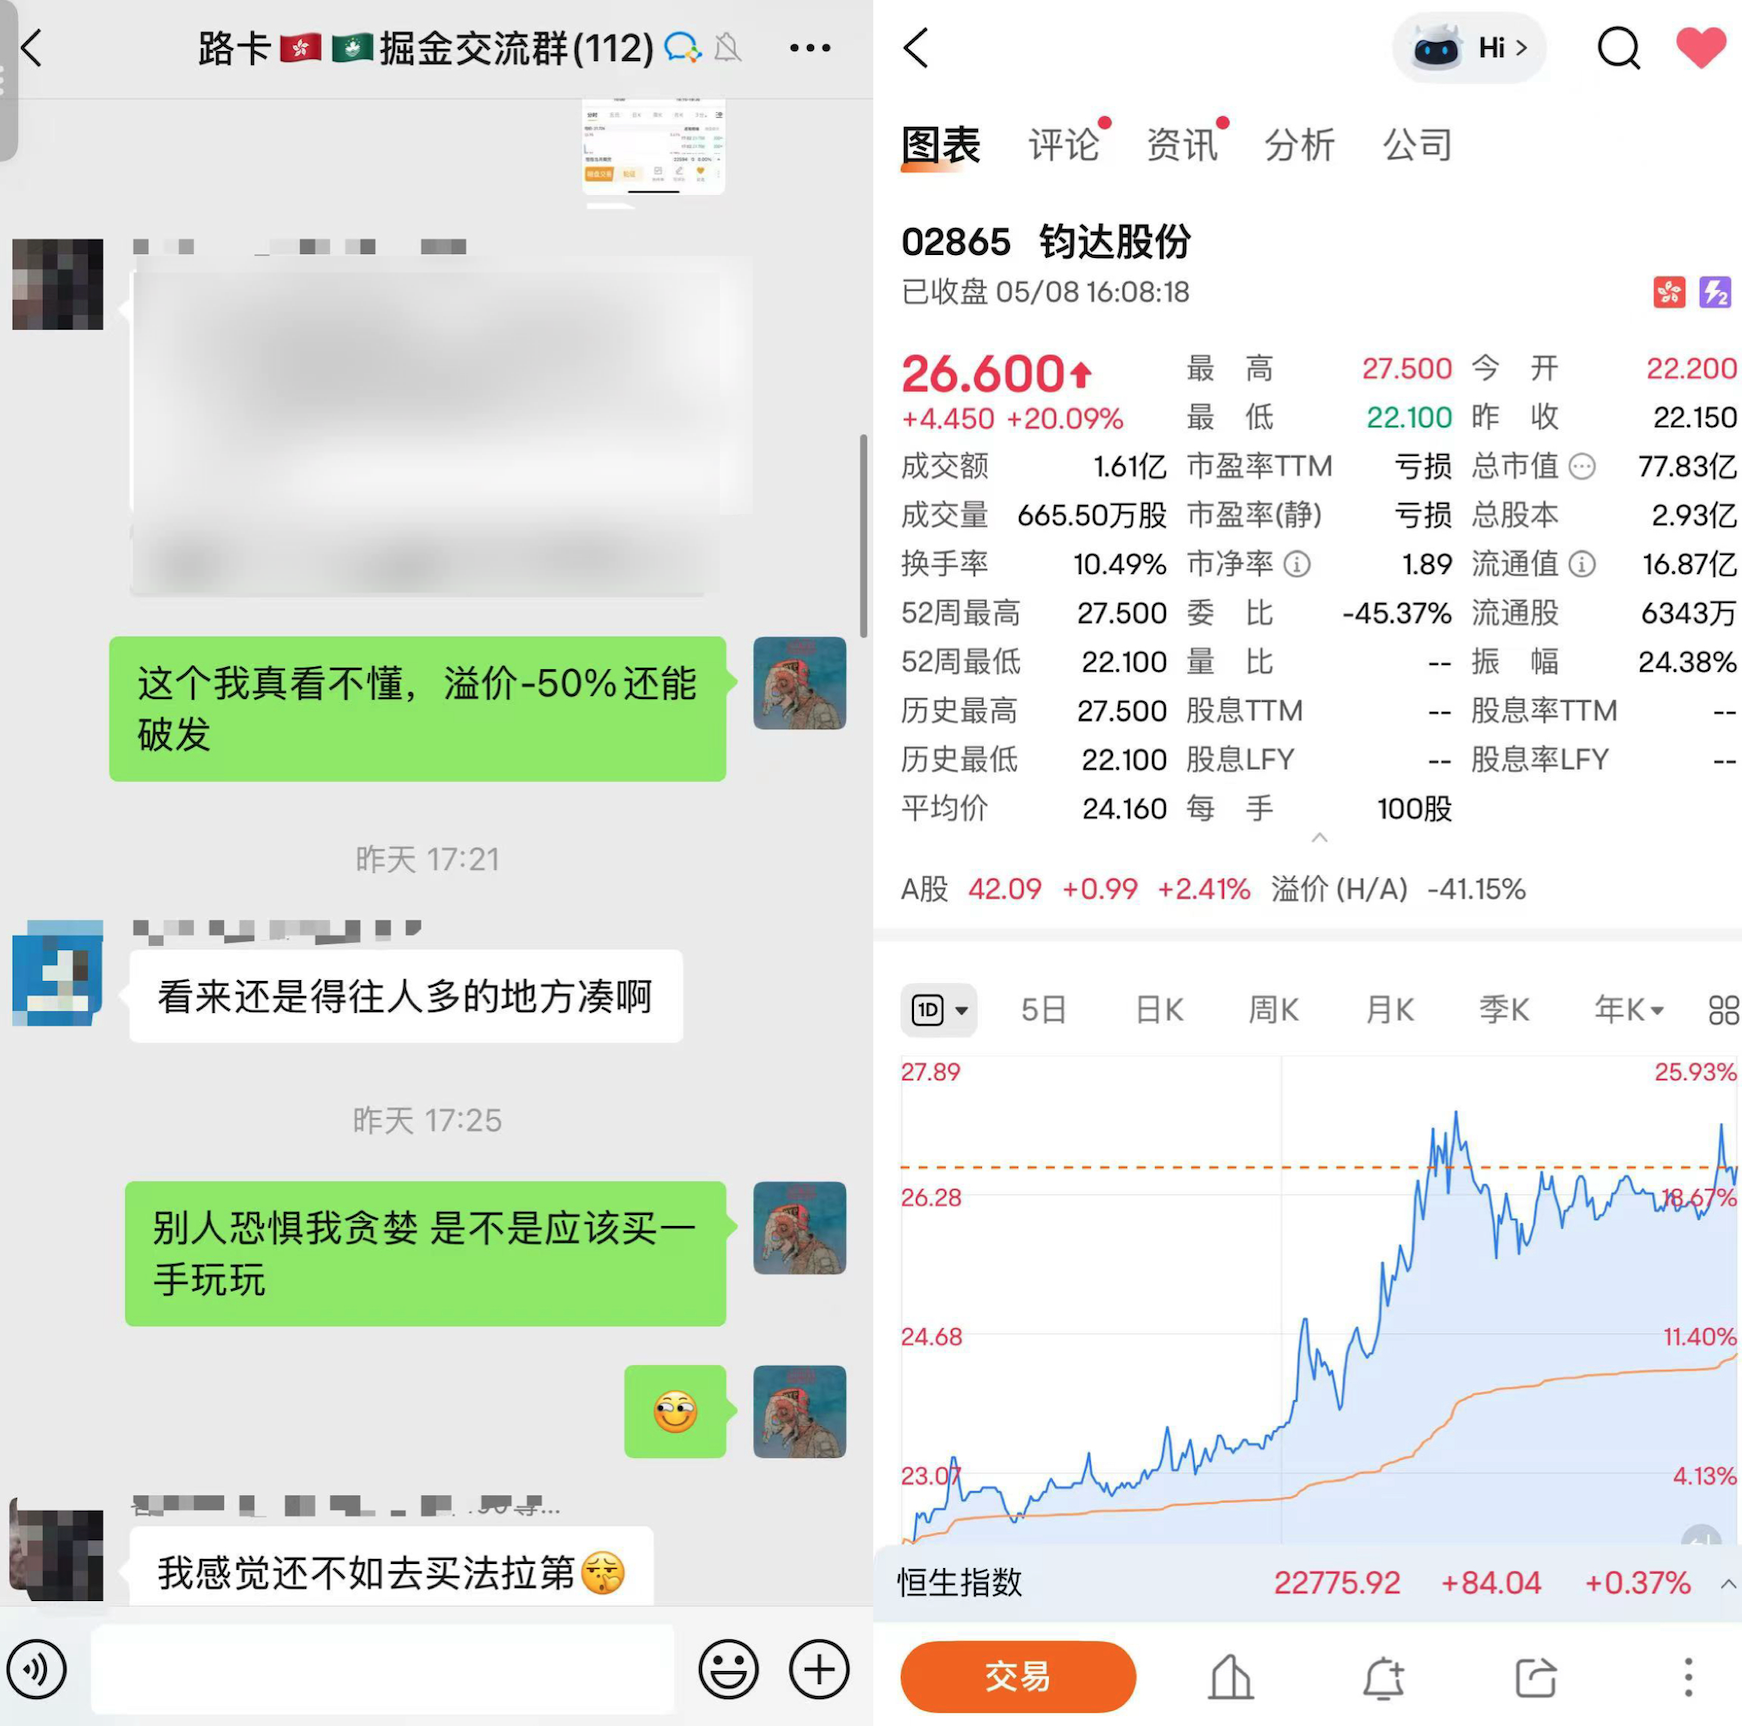 路卡🇭🇰🇲🇴掘金交流群(112)
这个我真看不懂，溢价-50%还能
破发
昨天 17:21
看来还是得往人多的地方凑啊
昨天 17:25
别人恐惧我贪婪 是不是应该买一
手玩玩
我感觉还不如去买法拉第
Hi >
图表 评论 资讯 分析 公司
02865 钧达股份
已收盘 05/08 16:08:18
26.600
+4.450 +20.09%
最高 27.500 今开 22.200
最低 22.100 昨收 22.150
成交额 1.61亿 市盈率TTM 亏损 总市值 77.83亿
成交量 665.50万股 市盈率(静) 亏损 总股本 2.93亿
换手率 10.49% 市净率 1.89 流通值 16.87亿
52周最高 27.500 委比 -45.37% 流通股 6343万
52周最低 22.100 量比 -- 振幅 24.38%
历史最高 27.500 股息TTM -- 股息率TTM --
历史最低 22.100 股息LFY -- 股息率LFY --
平均价 24.160 每手 100股
A股 42.09 +0.99 +2.41% 溢价 (H/A) -41.15%
1D 5日 日K 周K 月K 季K 年K
27.89 25.93%
26.28 18.67%
24.68 11.40%
23.07 4.13%
恒生指数 22775.92 +84.04 +0.37%
交易